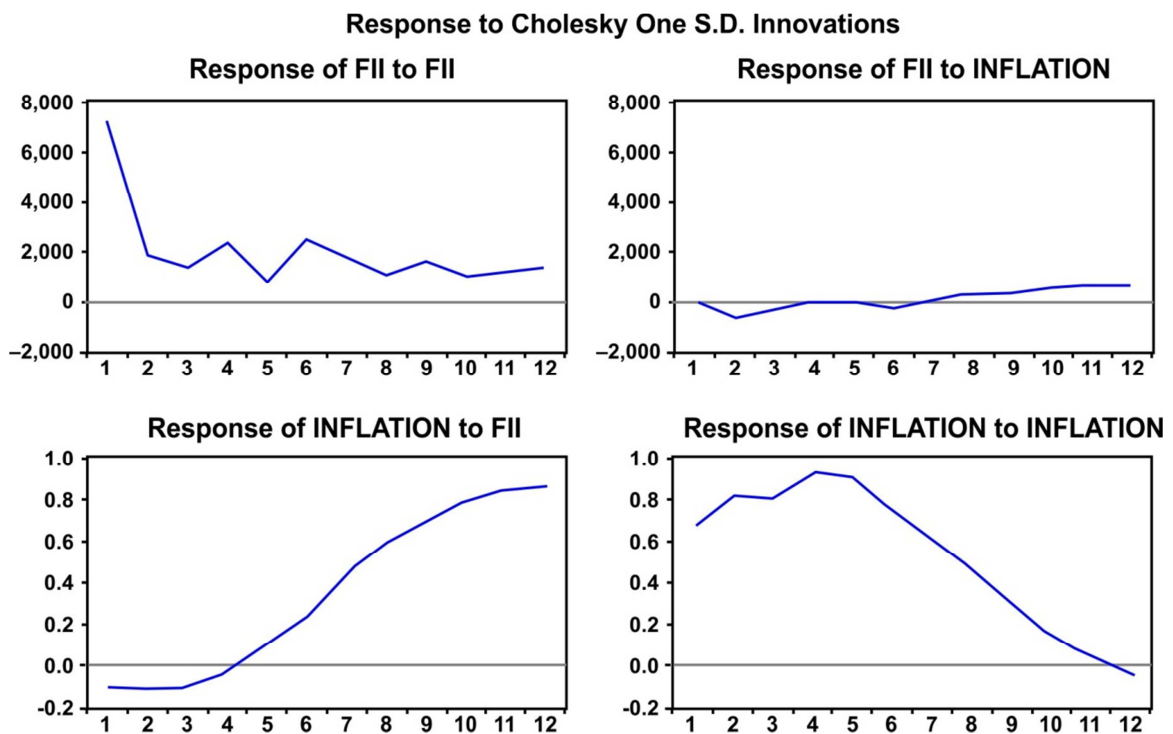 Response to Cholesky One S.D. Innovations
Response of FII to FII
8,000
6,000
4,000
2,000
0
–2,000
1 2 3 4 5 6 7 8 9 10 11 12
Response of FII to INFLATION
8,000
6,000
4,000
2,000
0
–2,000
1 2 3 4 5 6 7 8 9 10 11 12
Response of INFLATION to FII
1.0
0.8
0.6
0.4
0.2
0.0
-0.2
1 2 3 4 5 6 7 8 9 10 11 12
Response of INFLATION to INFLATION
1.0
0.8
0.6
0.4
0.2
0.0
-0.2
1 2 3 4 5 6 7 8 9 10 11 12